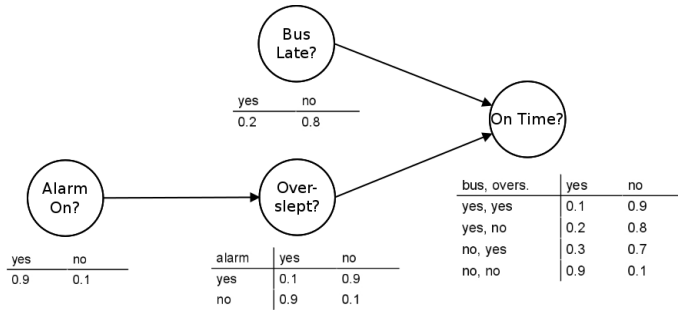 Bus
Late?
yes no
0.2 0.8
On Time?
Alarm
On?
yes no
0.9 0.1
Over-
slept?
alarm yes no
yes 0.1 0.9
no 0.9 0.1
bus, overs. yes no
yes, yes 0.1 0.9
yes, no 0.2 0.8
no, yes 0.3 0.7
no, no 0.9 0.1